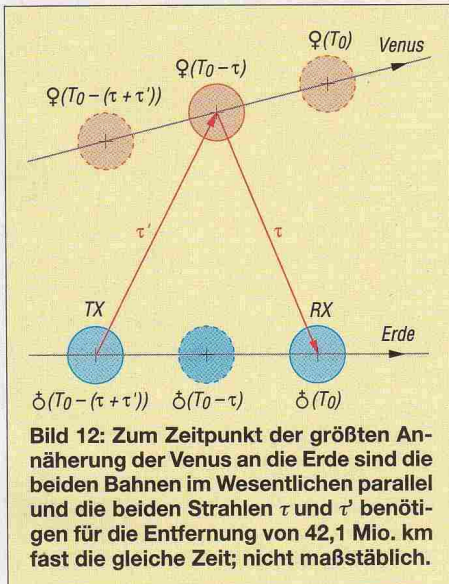 ♀(T₀)
Venus
♀(T₀ – τ)
♀(T₀ – (τ + τ'))
τ'
τ
TX
RX
Erde
♁(T₀ – (τ + τ'))
♁(T₀ – τ)
♁(T₀)
Bild 12: Zum Zeitpunkt der größten An-
näherung der Venus an die Erde sind die
beiden Bahnen im Wesentlichen parallel
und die beiden Strahlen τ und τ' benöti-
gen für die Entfernung von 42,1 Mio. km
fast die gleiche Zeit; nicht maßstäblich.